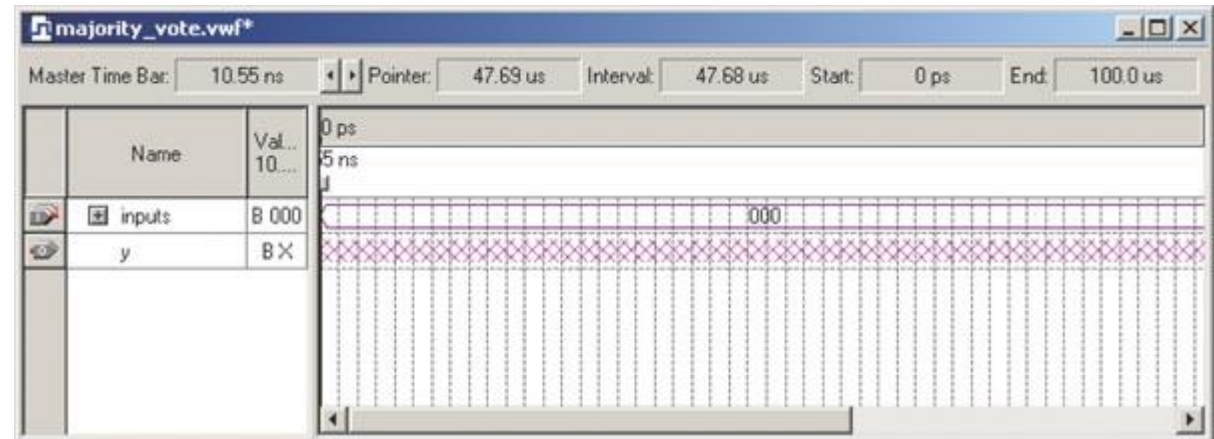 majority_vote.vwf*
Master Time Bar: 10.55 ns Pointer: 47.69 us Interval: 47.68 us Start: 0 ps End: 100.0 us
Name
Val...
10....
0 ps
5 ns
inputs B 000 000
y B X